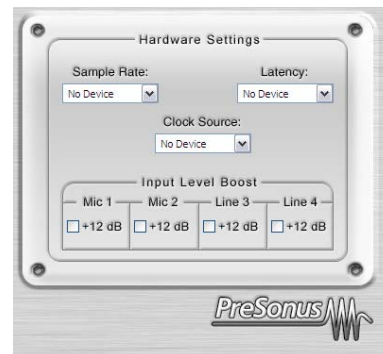 Hardware Settings
Sample Rate: Latency:
No Device No Device
Clock Source:
No Device
Input Level Boost
Mic 1 Mic 2 Line 3 Line 4
+12 dB +12 dB +12 dB +12 dB
PreSonus